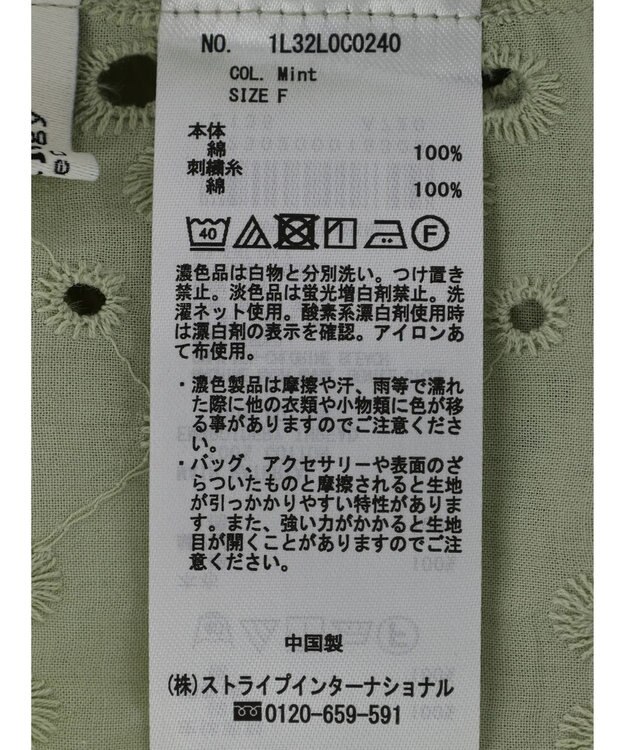 NO. 1L32L0C0240
COL. Mint
SIZE F
本体
綿 100%
刺繍糸
綿 100%
40
F
濃色品は白物と分別洗い。つけ置き
禁止。淡色品は蛍光増白剤禁止。洗
濯ネット使用。酸素系漂白剤使用時
は漂白剤の表示を確認。アイロンあ
て布使用。
・濃色製品は摩擦や汗、雨等で濡れ
た際に他の衣類や小物類に色が移
る事がありますのでご注意くださ
い。
・バッグ、アクセサリーや表面のざ
らついたものと摩擦されると生地
が引っかかりやすい特性がありま
す。また、強い力がかかると生地
目が開くことがありますのでご注
意ください。
中国製
(株)ストライプインターナショナル
0120-659-591